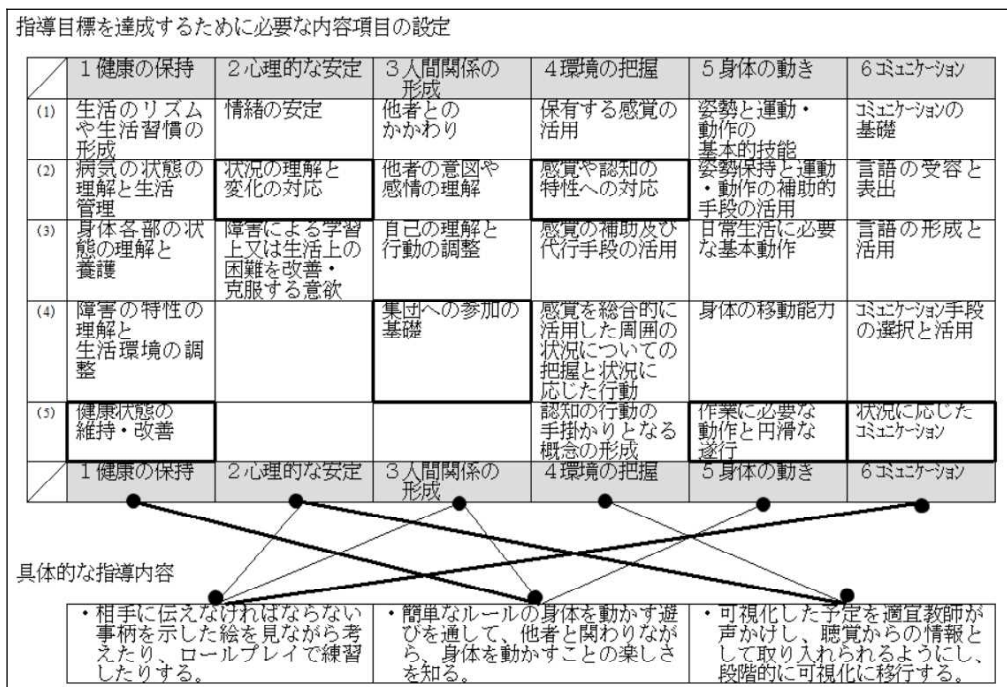 指導目標を達成するために必要な内容項目の設定
1健康の保持
2心理的な安定
3人間関係の
形成
4環境の把握
5身体の動き
6コミュニケーション
(1)
生活のリズム
や生活習慣の
形成
情緒の安定
他者との
かかわり
保有する感覚の
活用
姿勢と運動・
動作の
基本的技能
コミュニケーションの
基礎
(2)
病気の状態の
理解と生活
管理
状況の理解と
変化の対応
他者の意図や
感情の理解
感覚や認知の
特性への対応
姿勢保持と運動
・動作の補助的
手段の活用
言語の受容と
表出
(3)
身体各部の状
態の理解と
養護
障害による学習
上又は生活上の
困難を改善・
克服する意欲
自己の理解と
行動の調整
感覚の補助及び
代行手段の活用
日常生活に必要
な基本動作
言語の形成と
活用
(4)
障害の特性の
理解と
生活環境の調
整
集団への参加の
基礎
感覚を総合的に
活用した周囲の
状況についての
把握と状況に
応じた行動
身体の移動能力
コミュニケーション手段
の選択と活用
(5)
健康状態の
維持・改善
認知の行動の
手掛かりとなる
概念の形成
作業に必要な
動作と円滑な
遂行
状況に応じた
コミュニケーション
1健康の保持
2心理的な安定
3人間関係の
形成
4環境の把握
5身体の動き
6コミュニケーション
具体的な指導内容
・相手に伝えなければならない
事柄を示した絵を見ながら考
えたり、ロールプレイで練習
したりする。
・簡単なルールの身体を動かす遊
びを通して、他者と関わりなが
ら、身体を動かすことの楽しさ
を知る。
・可視化した予定を適宜教師が
声かけし、聴覚からの情報と
して取り入れられるようにし、
段階的に可視化に移行する。